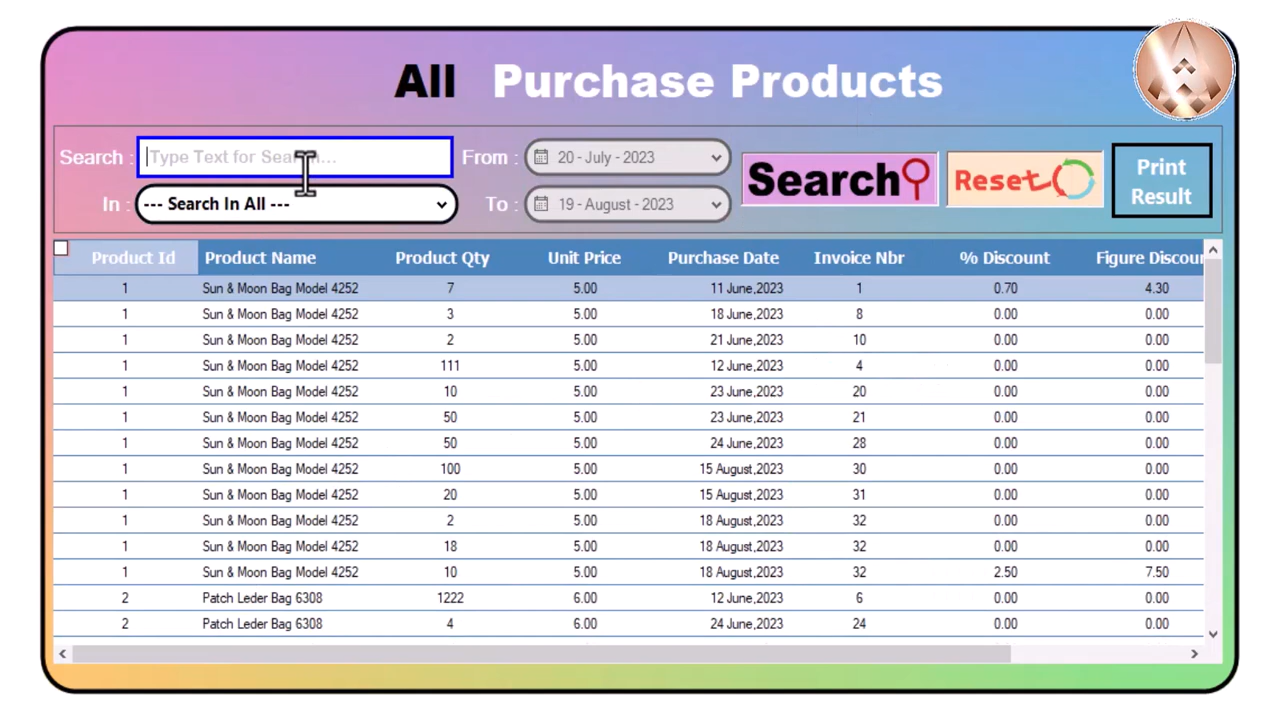 All Purchase Products
Search : Type Text for Sea...
From : 20 - July - 2023
In : --- Search In All ---
To : 19 - August - 2023
Search
Reset
Print
Result
Product Id Product Name Product Qty Unit Price Purchase Date Invoice Nbr % Discount Figure Discoun
1 Sun & Moon Bag Model 4252 7 5.00 11 June,2023 1 0.70 4.30
1 Sun & Moon Bag Model 4252 3 5.00 18 June,2023 8 0.00 0.00
1 Sun & Moon Bag Model 4252 2 5.00 21 June,2023 10 0.00 0.00
1 Sun & Moon Bag Model 4252 111 5.00 12 June,2023 4 0.00 0.00
1 Sun & Moon Bag Model 4252 10 5.00 23 June,2023 20 0.00 0.00
1 Sun & Moon Bag Model 4252 50 5.00 23 June,2023 21 0.00 0.00
1 Sun & Moon Bag Model 4252 50 5.00 24 June,2023 28 0.00 0.00
1 Sun & Moon Bag Model 4252 100 5.00 15 August,2023 30 0.00 0.00
1 Sun & Moon Bag Model 4252 20 5.00 15 August,2023 31 0.00 0.00
1 Sun & Moon Bag Model 4252 2 5.00 18 August,2023 32 0.00 0.00
1 Sun & Moon Bag Model 4252 18 5.00 18 August,2023 32 0.00 0.00
1 Sun & Moon Bag Model 4252 10 5.00 18 August,2023 32 2.50 7.50
2 Patch Leder Bag 6308 1222 6.00 12 June,2023 6 0.00 0.00
2 Patch Leder Bag 6308 4 6.00 24 June,2023 24 0.00 0.00